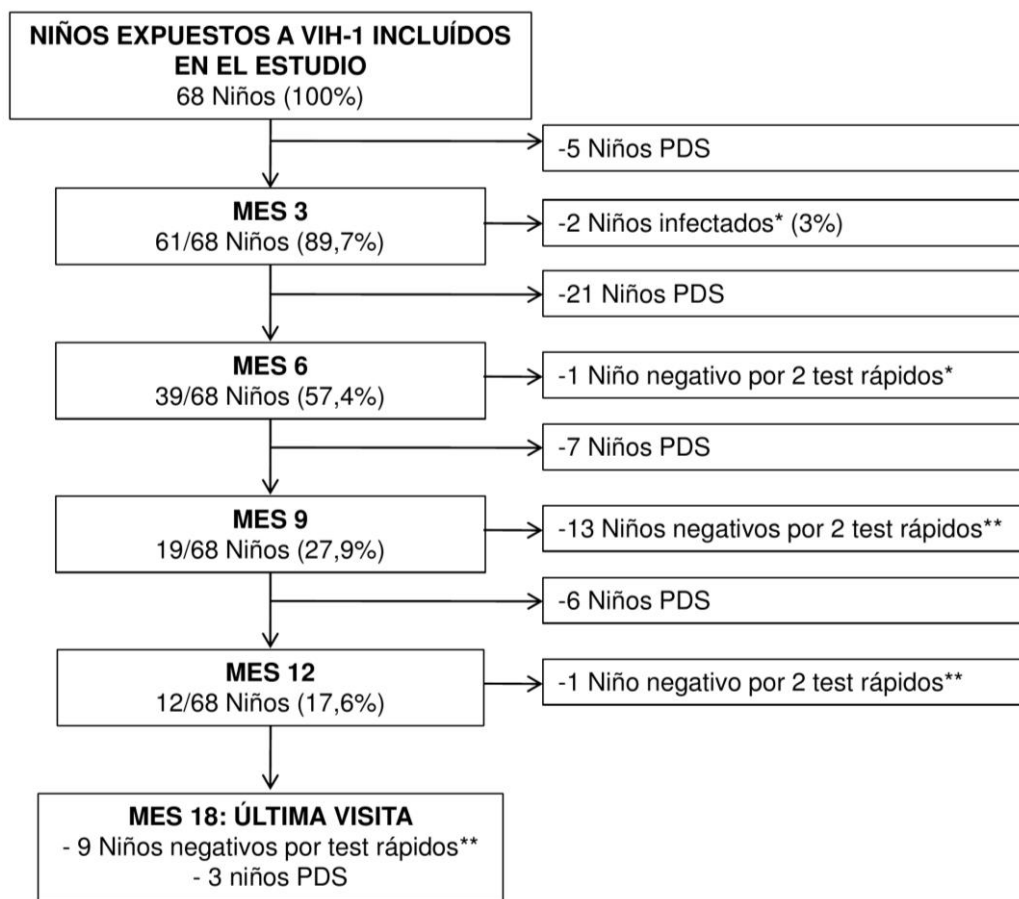 NIÑOS EXPUESTOS A VIH-1 INCLUÍDOS
EN EL ESTUDIO
68 Niños (100%)
-5 Niños PDS
MES 3
61/68 Niños (89,7%)
-2 Niños infectados* (3%)
-21 Niños PDS
MES 6
39/68 Niños (57,4%)
-1 Niño negativo por 2 test rápidos*
-7 Niños PDS
MES 9
19/68 Niños (27,9%)
-13 Niños negativos por 2 test rápidos**
-6 Niños PDS
MES 12
12/68 Niños (17,6%)
-1 Niño negativo por 2 test rápidos**
MES 18: ÚLTIMA VISITA
- 9 Niños negativos por test rápidos**
- 3 niños PDS